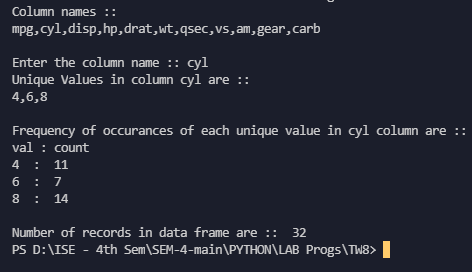 Column names ::
mpg,cyl,disp,hp,drat,wt,qsec,vs,am,gear,carb
Enter the column name :: cyl
Unique Values in column cyl are ::
4,6,8
Frequency of occurances of each unique value in cyl column are ::
val : count
4  :  11
6  :  7
8  :  14
Number of records in data frame are ::  32
PS D:\ISE - 4th Sem\SEM-4-main\PYTHON\LAB Progs\TW8>